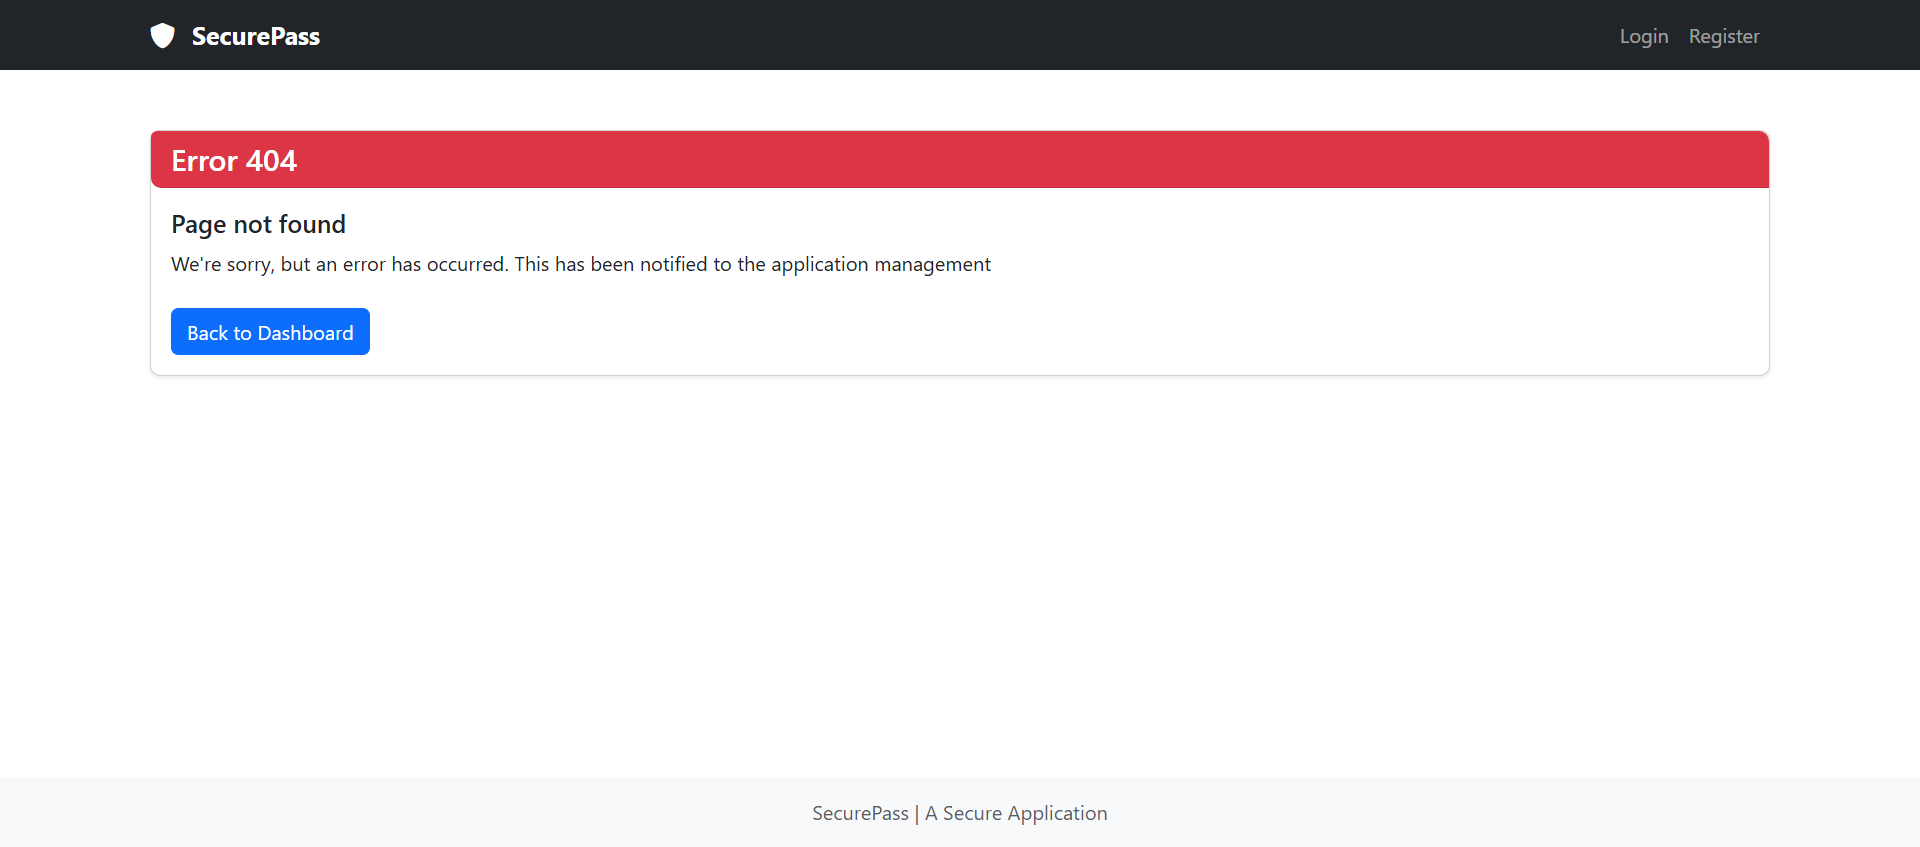 SecurePass
Login Register
Error 404
Page not found
We're sorry, but an error has occurred. This has been notified to the application management
Back to Dashboard
SecurePass | A Secure Application